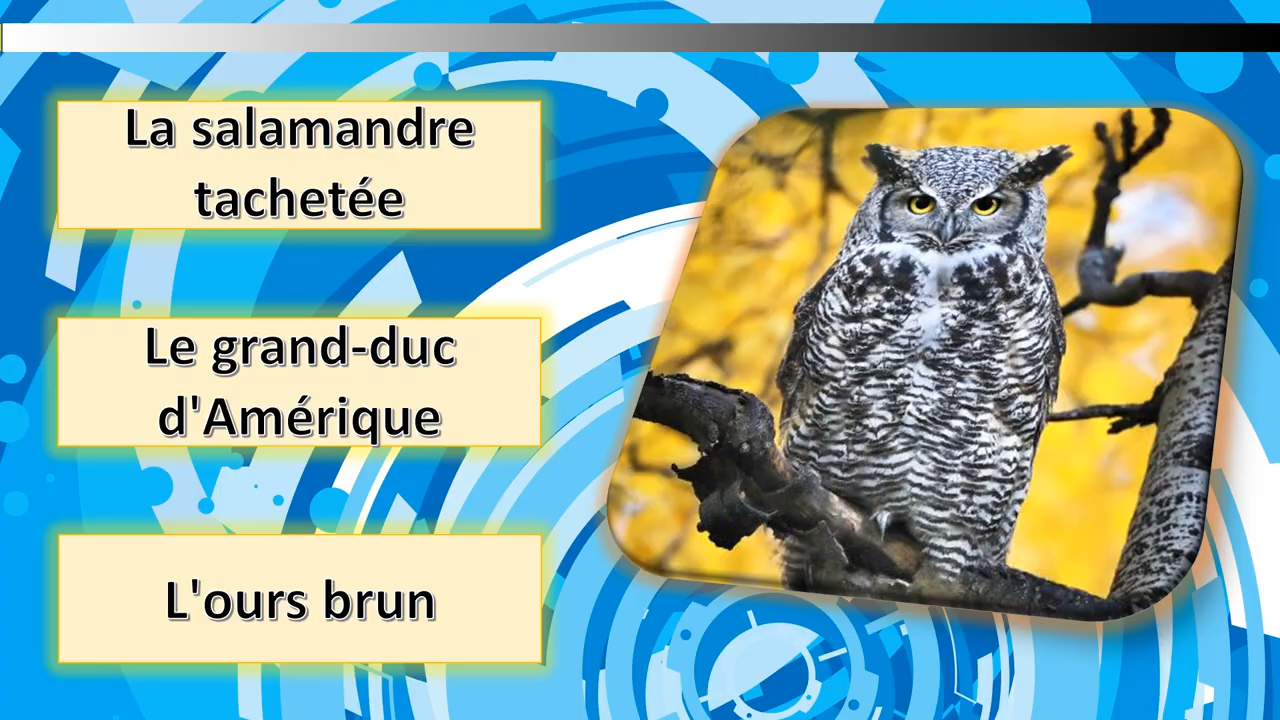 La salamandre
tachetée
Le grand-duc
d'Amérique
L'ours brun